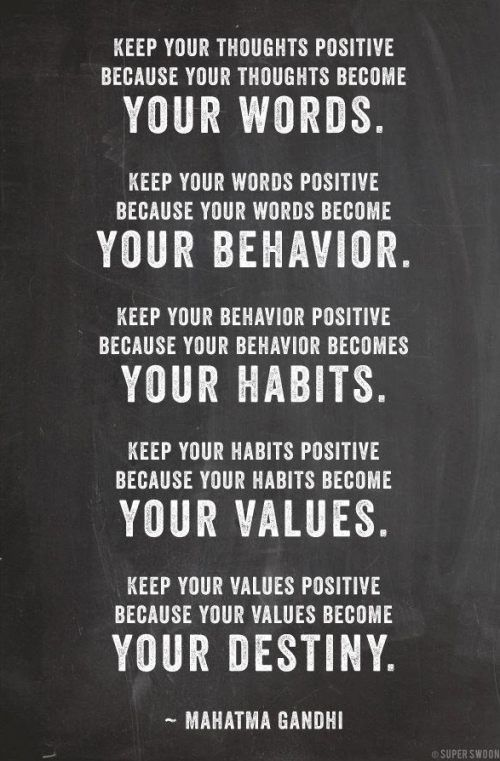 KEEP YOUR THOUGHTS POSITIVE
BECAUSE YOUR THOUGHTS BECOME
YOUR WORDS.
KEEP YOUR WORDS POSITIVE
BECAUSE YOUR WORDS BECOME
YOUR BEHAVIOR.
KEEP YOUR BEHAVIOR POSITIVE
BECAUSE YOUR BEHAVIOR BECOMES
YOUR HABITS.
KEEP YOUR HABITS POSITIVE
BECAUSE YOUR HABITS BECOME
YOUR VALUES.
KEEP YOUR VALUES POSITIVE
BECAUSE YOUR VALUES BECOME
YOUR DESTINY.
~ MAHATMA GANDHI
© SUPER SWOON